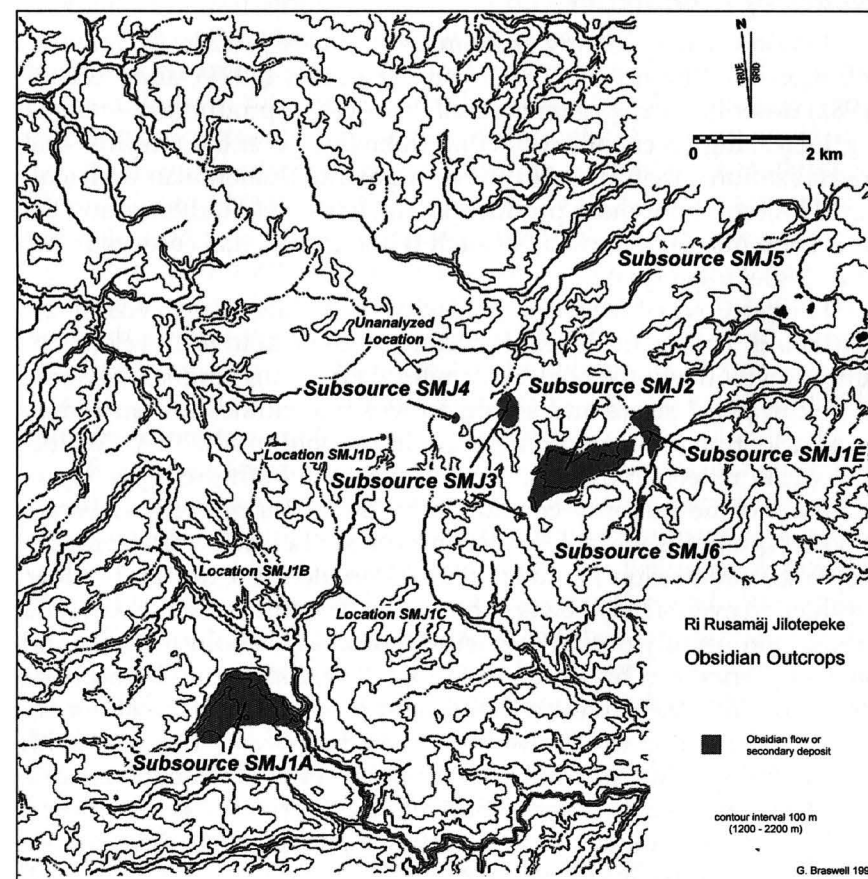 N
TRUE
GRID
0 2 km
Subsource SMJ5
Unanalyzed
Location
Subsource SMJ4
Subsource SMJ2
Location SMJ1D
Subsource SMJ1E
Subsource SMJ3
Subsource SMJ6
Location SMJ1B
Location SMJ1C
Ri Rusamäj Jilotepeke
Obsidian Outcrops
Obsidian flow or
secondary deposit
Subsource SMJ1A
contour interval 100 m
(1200 - 2200 m)
G. Braswell